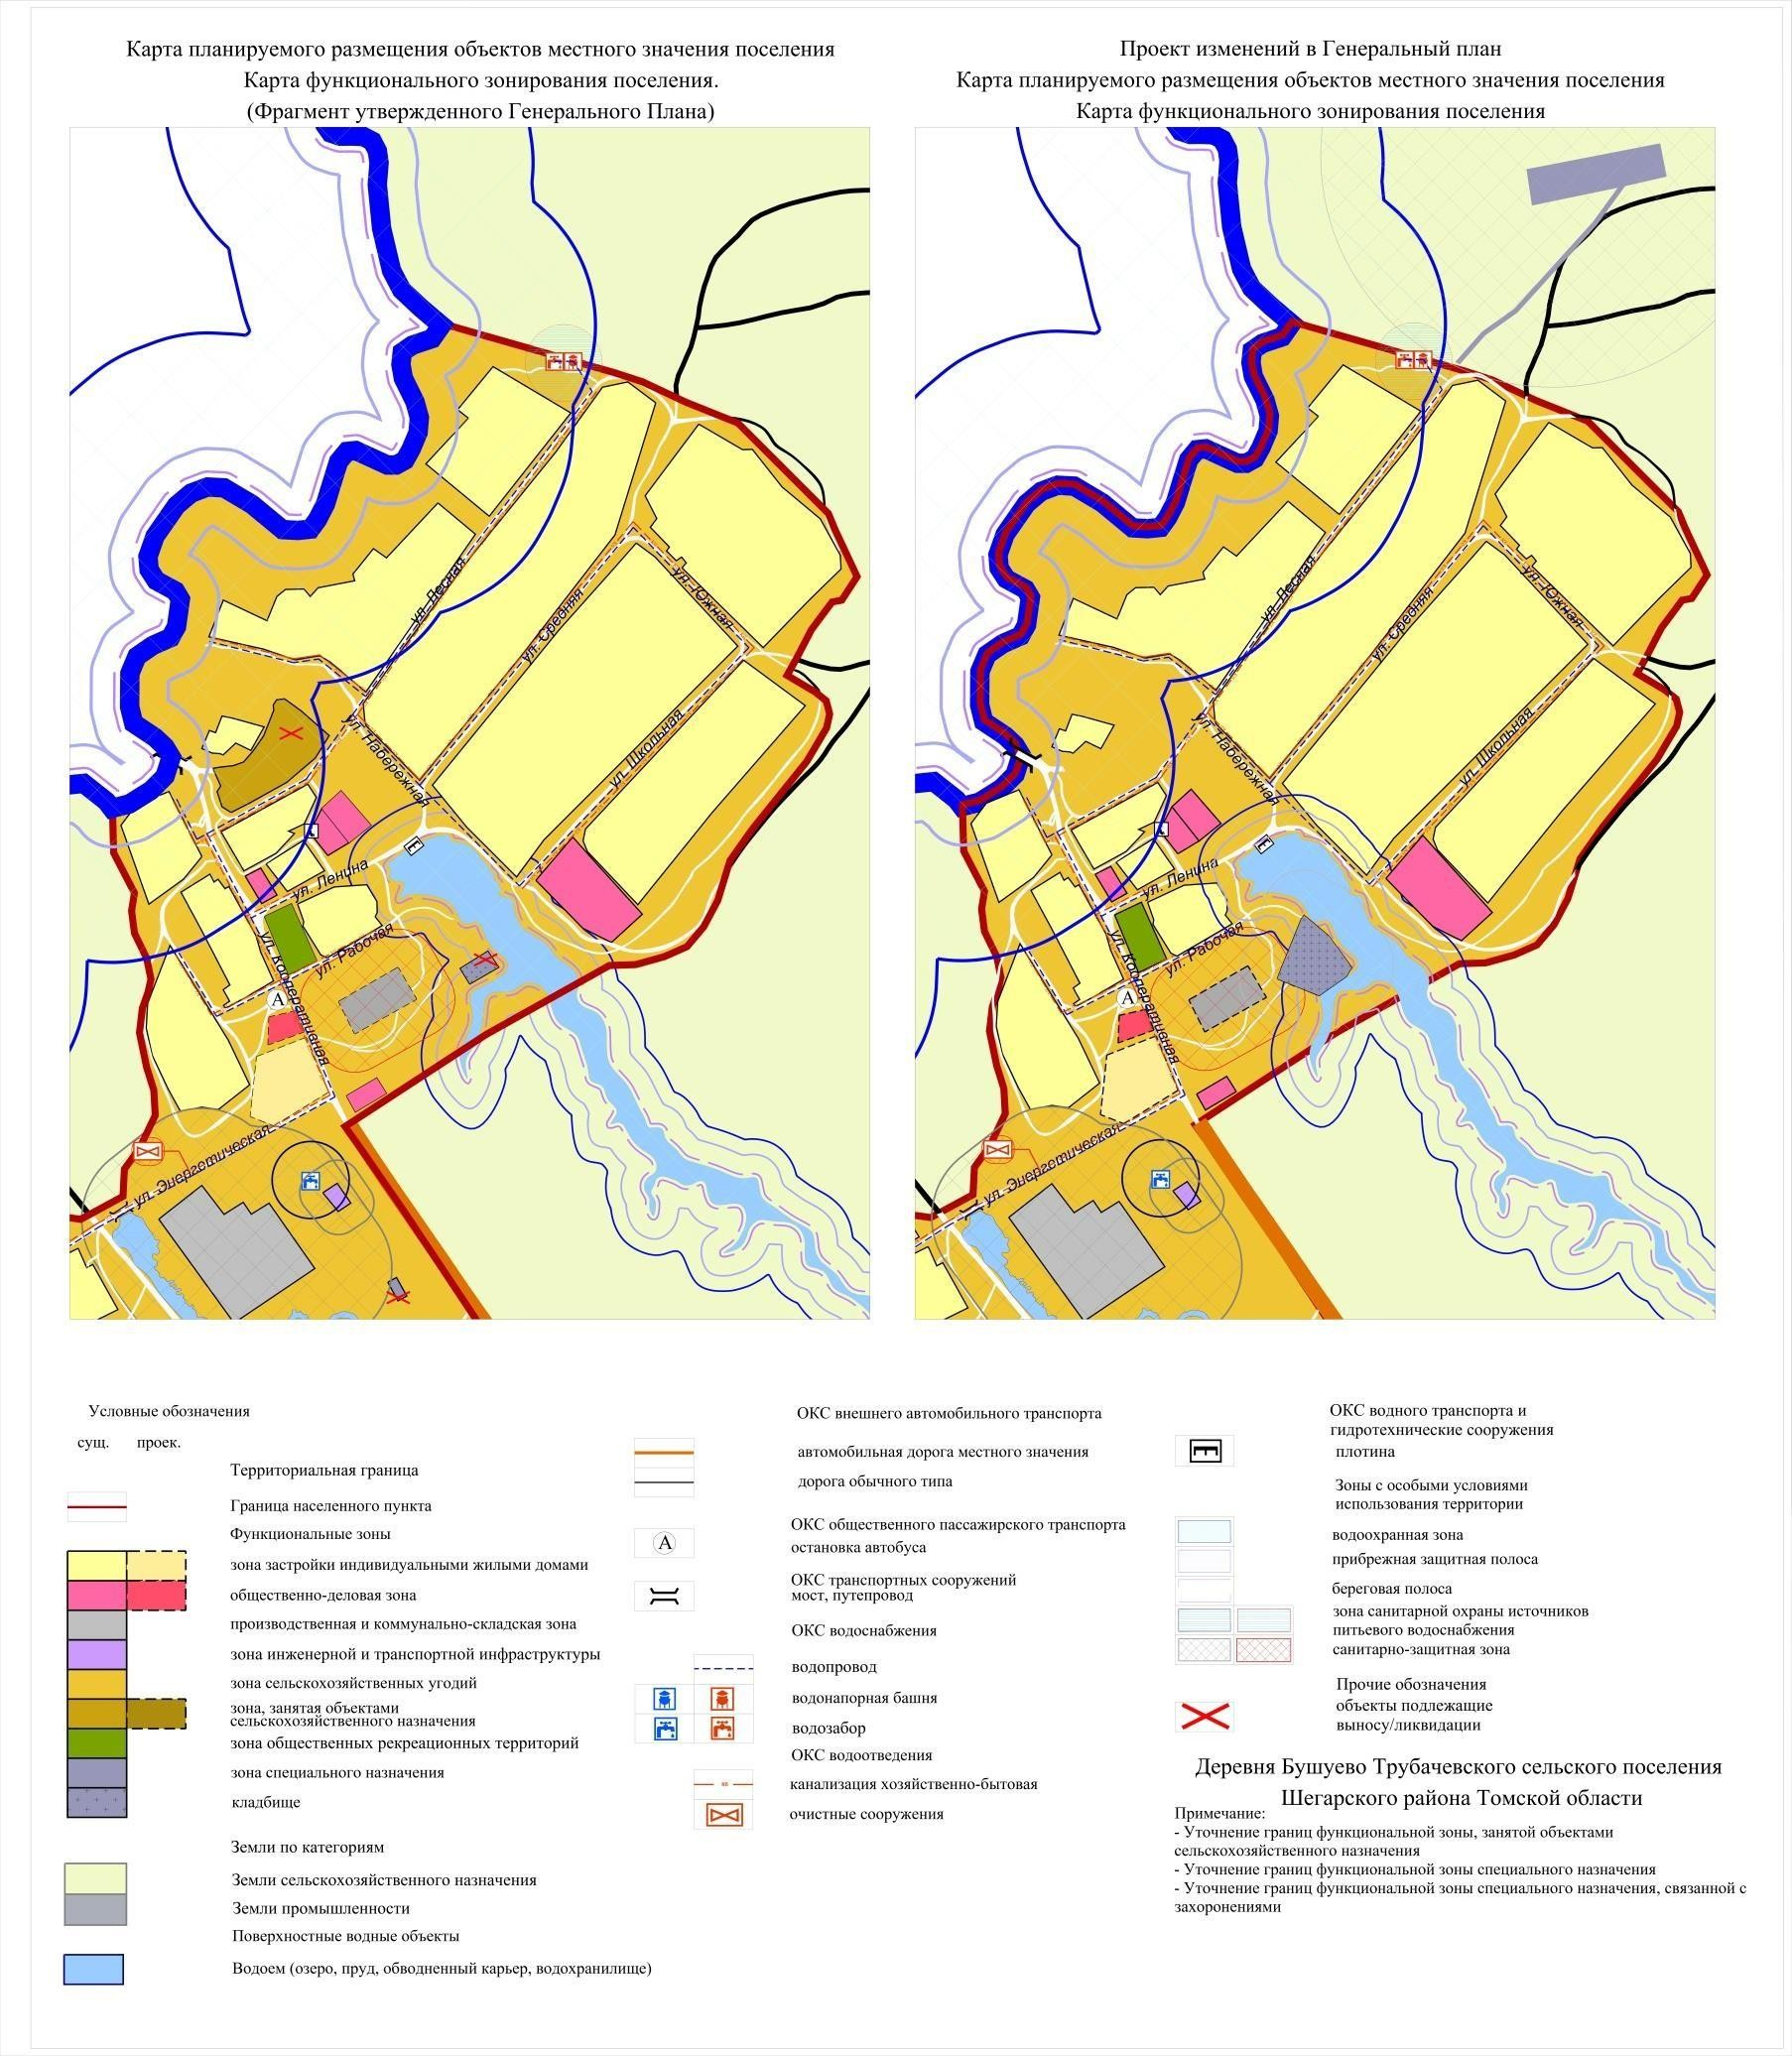 Карта планируемого размещения объектов местного значения поселения
Карта функционального зонирования поселения.
(Фрагмент утвержденного Генерального Плана)
Проект изменений в Генеральный план
Карта планируемого размещения объектов местного значения поселения
Карта функционального зонирования поселения
ул. Лесная
ул. Средняя
ул. Южная
ул. Набережная
ул. Школьная
ул. Ленина
ул. Рабочая
ул. Кооперативная
А
ул. Энергетическая
ул. Лесная
ул. Средняя
ул. Южная
ул. Набережная
ул. Школьная
ул. Ленина
ул. Рабочая
ул. Кооперативная
А
ул. Энергетическая
Условные обозначения
сущ. проек.
Территориальная граница
Граница населенного пункта
Функциональные зоны
зона застройки индивидуальными жилыми домами
общественно-деловая зона
производственная и коммунально-складская зона
зона инженерной и транспортной инфраструктуры
зона сельскохозяйственных угодий
зона, занятая объектами
сельскохозяйственного назначения
зона общественных рекреационных территорий
зона специального назначения
кладбище
Земли по категориям
Земли сельскохозяйственного назначения
Земли промышленности
Поверхностные водные объекты
Водоем (озеро, пруд, обводненный карьер, водохранилище)
ОКС внешнего автомобильного транспорта
автомобильная дорога местного значения
дорога обычного типа
ОКС общественного пассажирского транспорта
А
остановка автобуса
ОКС транспортных сооружений
мост, путепровод
ОКС водоснабжения
водопровод
водонапорная башня
водозабор
ОКС водоотведения
канализация хозяйственно-бытовая
очистные сооружения
ОКС водного транспорта и
гидротехнические сооружения
плотина
Зоны с особыми условиями
использования территории
водоохранная зона
прибрежная защитная полоса
береговая полоса
зона санитарной охраны источников
питьевого водоснабжения
санитарно-защитная зона
Прочие обозначения
объекты подлежащие
выносу/ликвидации
Деревня Бушуево Трубачевского сельского поселения
Шегарского района Томской области
Примечание:
- Уточнение границ функциональной зоны, занятой объектами
сельскохозяйственного назначения
- Уточнение границ функциональной зоны специального назначения
- Уточнение границ функциональной зоны специального назначения, связанной с
захоронениями